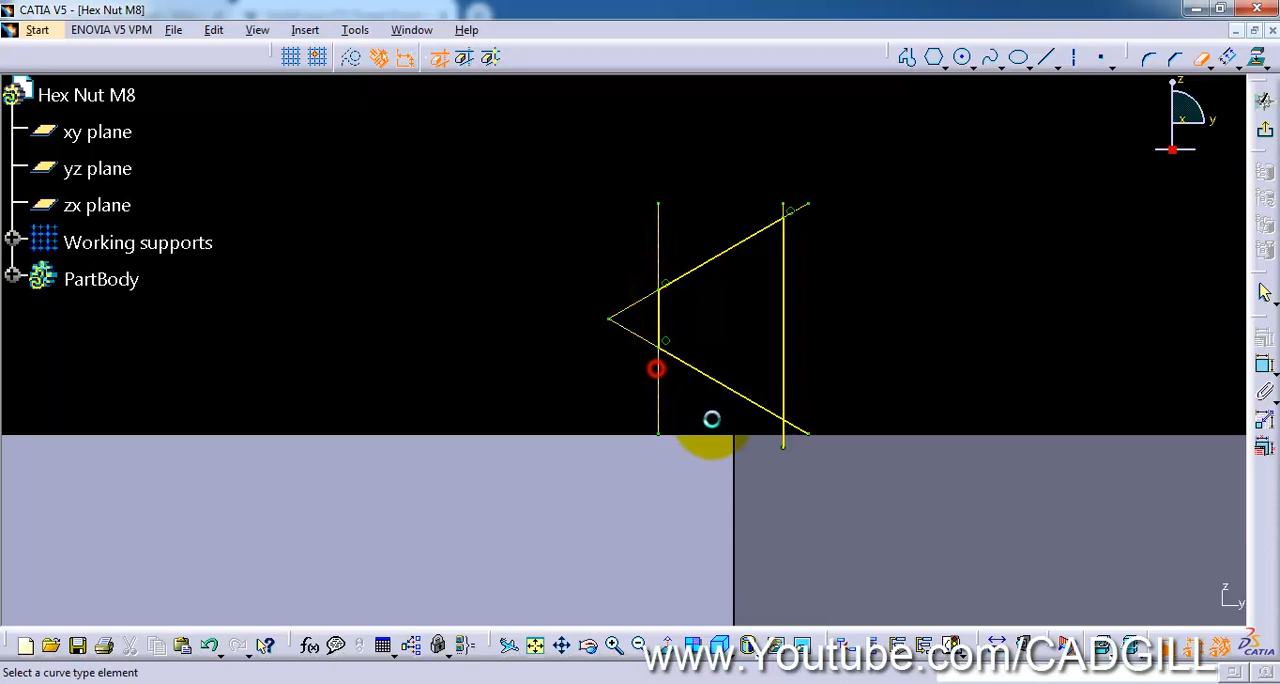 CATIA V5 - [Hex Nut M8]
Start ENOVIA V5 VPM File Edit View Insert Tools Window Help
Hex Nut M8
xy plane
yz plane
zx plane
Working supports
PartBody
z
x
y
z
y
f(x)
CATIA
www.Youtube.com/CADGILL
Select a curve type element